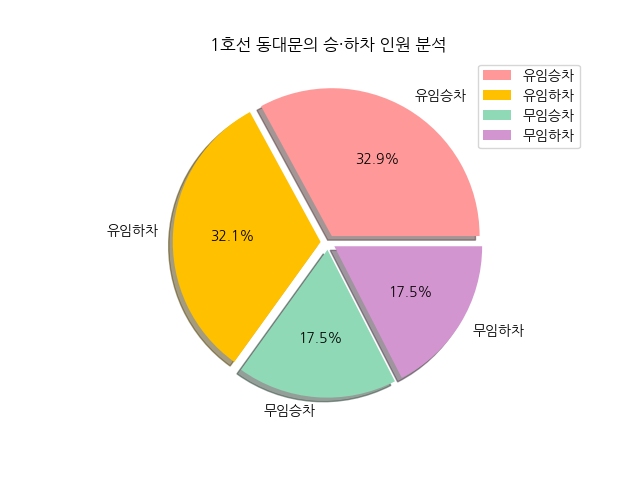 1호선 동대문의 승·하차 인원 분석
유임승차
유임하차
무임승차
무임하차
유임승차
32.9%
유임하차
32.1%
무임승차
17.5%
무임하차
17.5%